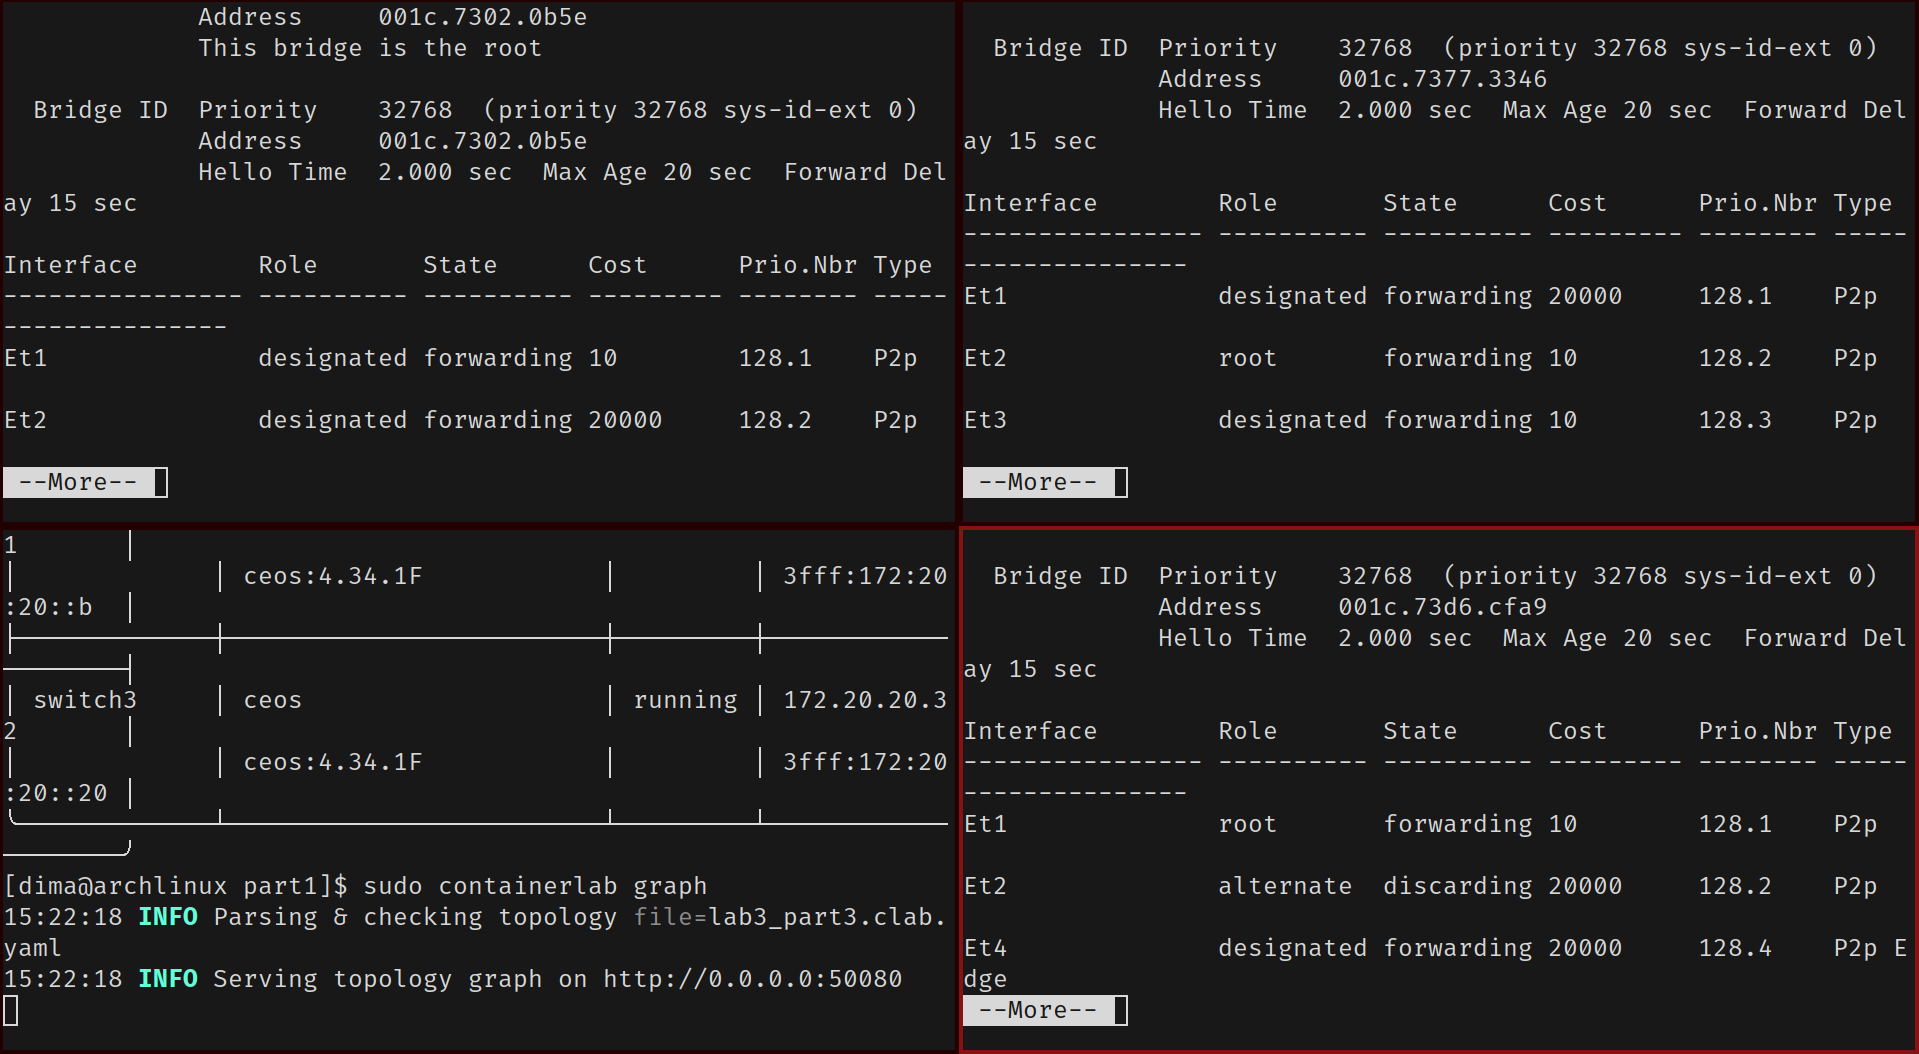 Address     001c.7302.0b5e
This bridge is the root
Bridge ID  Priority    32768  (priority 32768 sys-id-ext 0)
Address     001c.7302.0b5e
Hello Time  2.000 sec  Max Age 20 sec  Forward Del
ay 15 sec
Interface        Role       State      Cost      Prio.Nbr Type
---------------- ---------- ---------- --------- -------- -----
---------------
Et1              designated forwarding 10        128.1    P2p
Et2              designated forwarding 20000     128.2    P2p
--More--
Bridge ID  Priority    32768  (priority 32768 sys-id-ext 0)
Address     001c.7377.3346
Hello Time  2.000 sec  Max Age 20 sec  Forward Del
ay 15 sec
Interface        Role       State      Cost      Prio.Nbr Type
---------------- ---------- ---------- --------- -------- -----
---------------
Et1              designated forwarding 20000     128.1    P2p
Et2              root       forwarding 10        128.2    P2p
Et3              designated forwarding 10        128.3    P2p
--More--
1
ceos:4.34.1F 3fff:172:20
:20::b
switch3 ceos running 172.20.20.3
2
ceos:4.34.1F 3fff:172:20
:20::20
[dima@archlinux part1]$ sudo containerlab graph
15:22:18 INFO Parsing & checking topology file=lab3_part3.clab.
yaml
15:22:18 INFO Serving topology graph on http://0.0.0.0:50080
Bridge ID  Priority    32768  (priority 32768 sys-id-ext 0)
Address     001c.73d6.cfa9
Hello Time  2.000 sec  Max Age 20 sec  Forward Del
ay 15 sec
Interface        Role       State      Cost      Prio.Nbr Type
---------------- ---------- ---------- --------- -------- -----
---------------
Et1              root       forwarding 10        128.1    P2p
Et2              alternate  discarding 20000     128.2    P2p
Et4              designated forwarding 20000     128.4    P2p E
dge
--More--